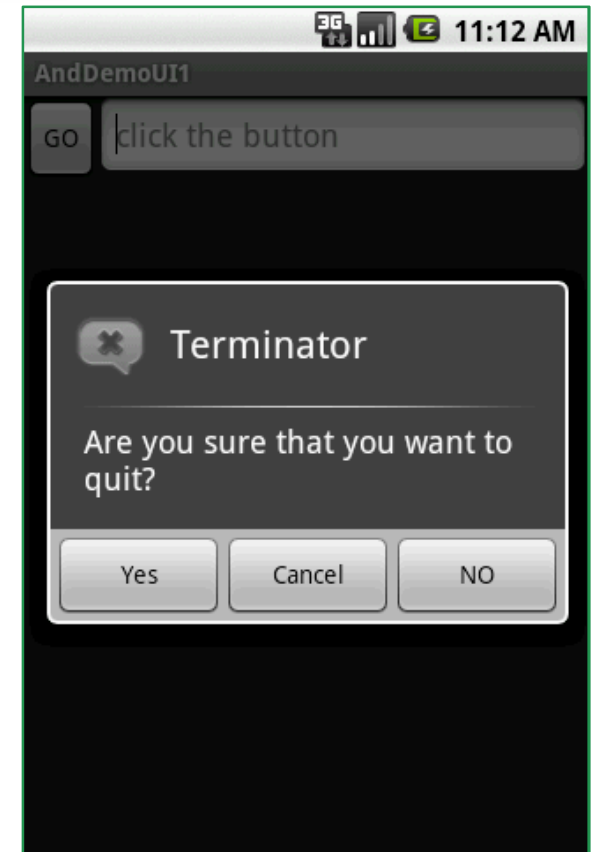 3G 11:12 AM
AndDemoUI1
GO click the button
Terminator
Are you sure that you want to
quit?
Yes Cancel NO